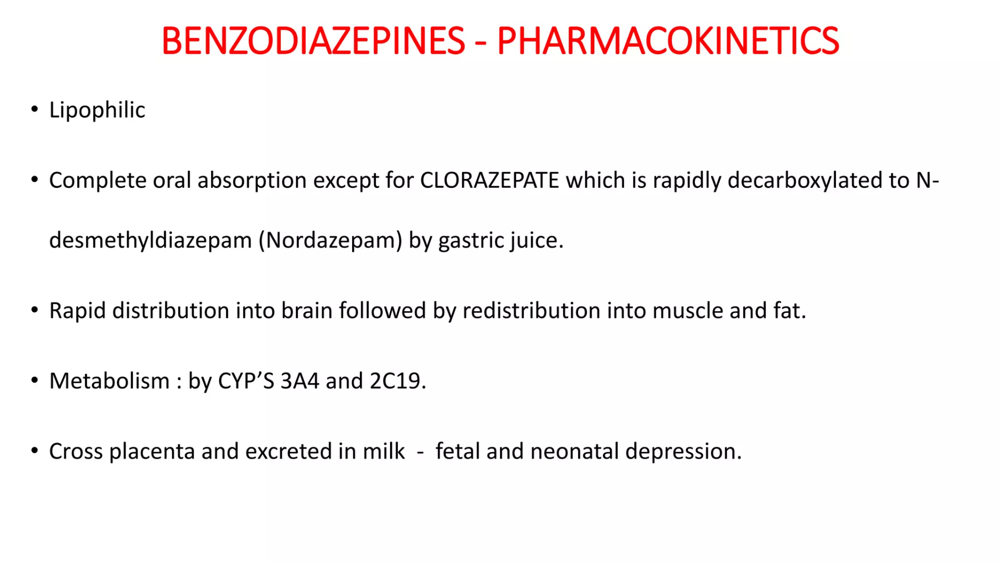 BENZODIAZEPINES - PHARMACOKINETICS
• Lipophilic
• Complete oral absorption except for CLORAZEPATE which is rapidly decarboxylated to N-
desmethyldiazepam (Nordazepam) by gastric juice.
• Rapid distribution into brain followed by redistribution into muscle and fat.
• Metabolism : by CYP’S 3A4 and 2C19.
• Cross placenta and excreted in milk  -  fetal and neonatal depression.